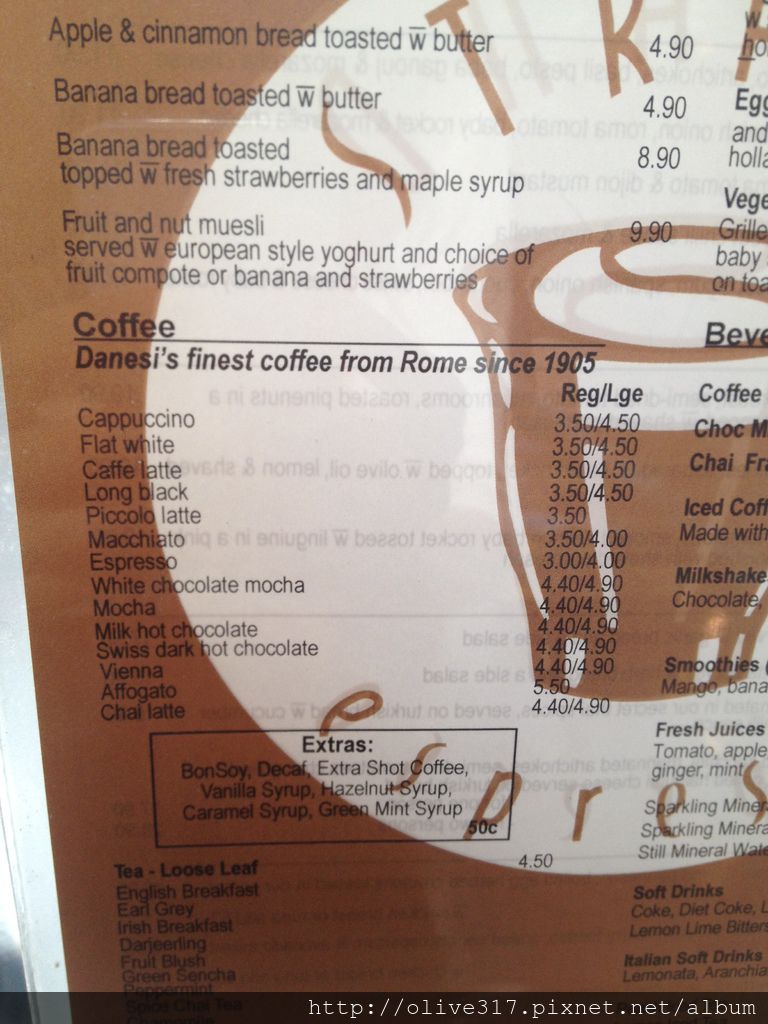 STRE
Apple & cinnamon bread toasted w̅ butter 4.90
Banana bread toasted w̅ butter 4.90
Banana bread toasted 8.90
topped w̅ fresh strawberries and maple syrup
Fruit and nut muesli 9.90
served w̅ european style yoghurt and choice of
fruit compote or banana and strawberries
Coffee
Danesi's finest coffee from Rome since 1905
Reg/Lge
Cappuccino 3.50/4.50
Flat white 3.50/4.50
Caffe latte 3.50/4.50
Long black 3.50/4.50
Piccolo latte 3.50
Macchiato 3.50/4.00
Espresso 3.00/4.00
White chocolate mocha 4.40/4.90
Mocha 4.40/4.90
Milk hot chocolate 4.40/4.90
Swiss dark hot chocolate 4.40/4.90
Vienna 4.40/4.90
Affogato 5.50
Chai latte 4.40/4.90
espres
Extras:
BonSoy, Decaf, Extra Shot Coffee,
Vanilla Syrup, Hazelnut Syrup,
Caramel Syrup, Green Mint Syrup
50c
Tea - Loose Leaf 4.50
English Breakfast
Earl Grey
Irish Breakfast
Darjeerling
Fruit Blush
Green Sencha
Peppermint
Spice Chai Tea
Chamomile
w̅
ho
Egg
and
holla
Vege
Grille
baby
on toa
Beve
Coffee
Choc M
Chai Fra
Iced Coff
Made with
Milkshake
Chocolate,
Smoothies (
Mango, bana
Fresh Juices
Tomato, apple
ginger, mint
Sparkling Minera
Sparkling Minera
Still Mineral Wate
Soft Drinks
Coke, Diet Coke, L
Lemon Lime Bitters
Italian Soft Drinks
Lemonata, Aranchia
http://olive317.pixnet.net/album